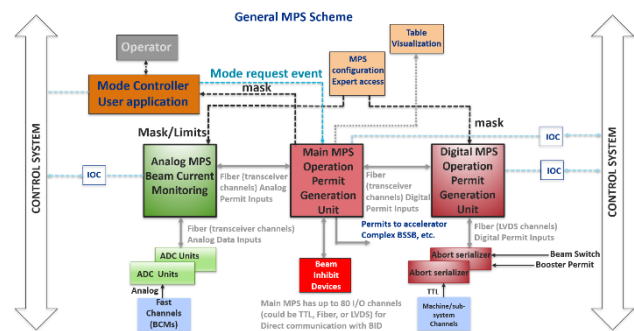 General MPS Scheme
CONTROL SYSTEM
Operator
Mode Controller
User application
Mode request event
mask
MPS
configuration
Expert access
Table
Visualization
mask
CONTROL SYSTEM
Mask/Limits
IOC
Analog MPS
Beam Current
Monitoring
Fiber (transceiver
channels) Analog
Permit Inputs
Main MPS
Operation
Permit
Generation
Unit
Fiber
(transceiver
channels) Digital
Permit Inputs
Digital MPS
Operation
Permit
Generation
Unit
IOC
IOC
Fiber (transceiver channels)
Analog Data Inputs
Permits to accelerator
Complex BSSB, etc.
Fiber (LVDS channels)
Digital Permit Inputs
ADC Units
ADC Units
Analog
Fast
Channels
(BCMs)
Beam
Inhibit
Devices
Main MPS has up to 80 I/O channels
(could be TTL, Fiber, or LVDS) for
Direct communication with BID
Abort serializer
Abort serializer
Beam Switch
Booster Permit
TTL
Machine/sub-
system Channels